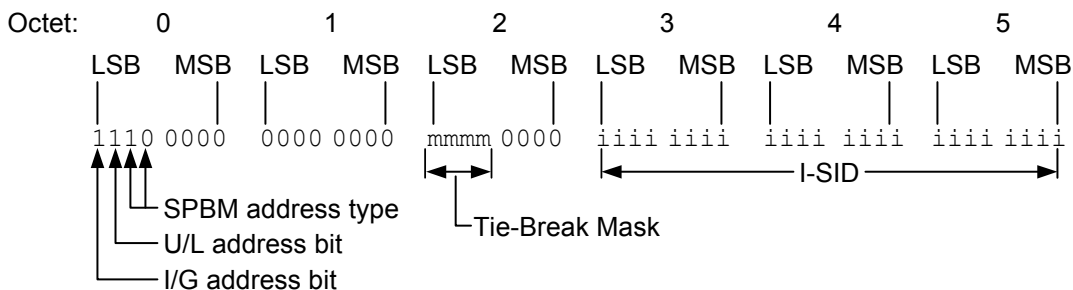 Octet: 0 1 2 3 4 5
LSB MSB LSB MSB LSB MSB LSB MSB LSB MSB LSB MSB
1110 0000 0000 0000 mmmm 0000 iiii iiii iiii iiii iiii iiii
I-SID
SPBM address type
Tie-Break Mask
U/L address bit
I/G address bit